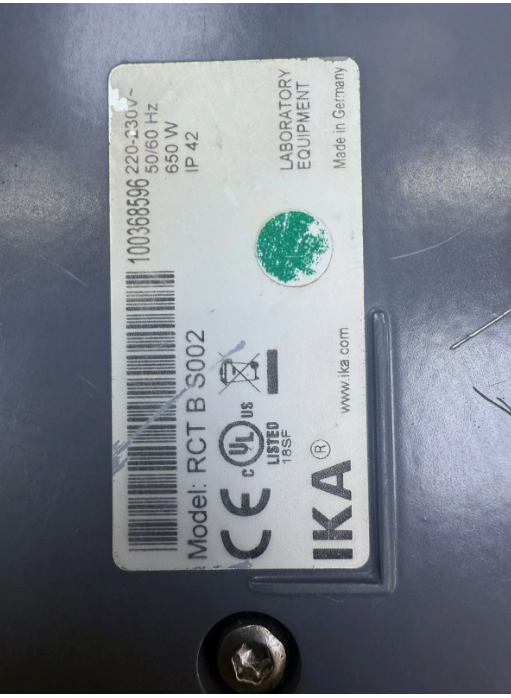 100368596
220-230V~
50/60 Hz
650 W
IP 42
Model: RCT B S002
CE
C UL US
LISTED
18SF
LABORATORY
EQUIPMENT
IKA®
www.ika.com
Made in Germany